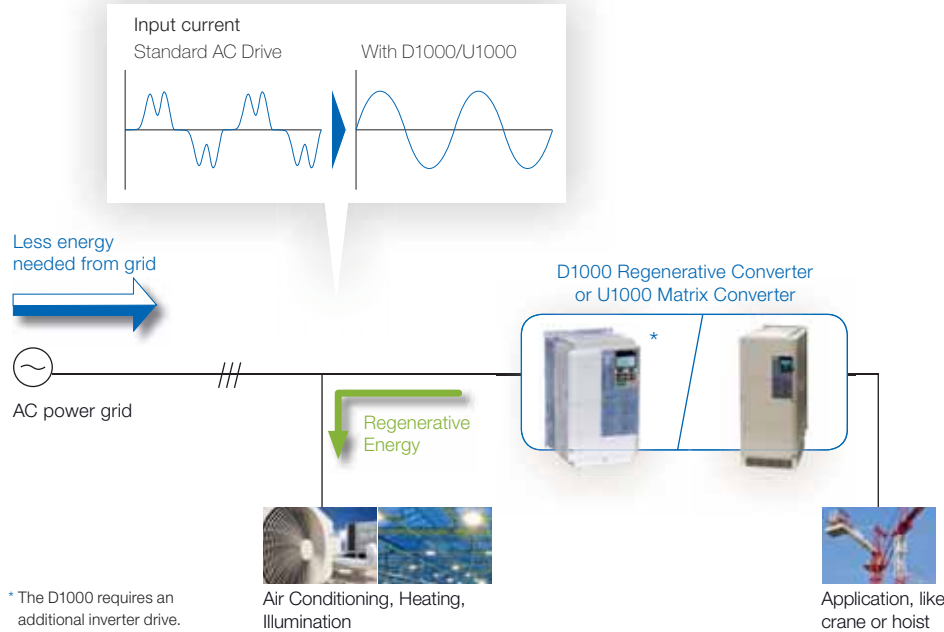 Input current
Standard AC Drive
With D1000/U1000
Less energy
needed from grid
D1000 Regenerative Converter
or U1000 Matrix Converter
*
AC power grid
Regenerative
Energy
* The D1000 requires an
additional inverter drive.
Air Conditioning, Heating,
Illumination
Application, like
crane or hoist